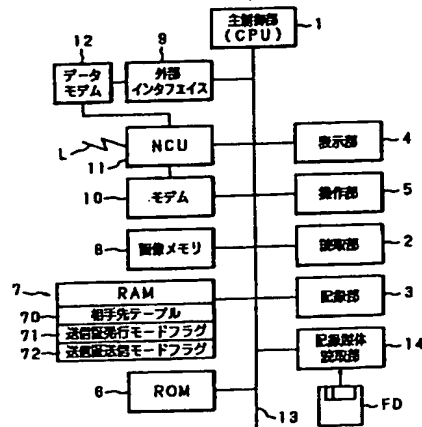 主制御部
(CPU)
1
12
9
データ
モデム
外部
インタフェイス
L
NCU
11
表示部
4
10
モデム
操作部
5
8
画像メモリ
読取部
2
7
RAM
70
相手先テーブル
71
送信証発行モードフラグ
72
送信証送信モードフラグ
記録部
3
記録媒体
読取部
14
6
ROM
13
FD